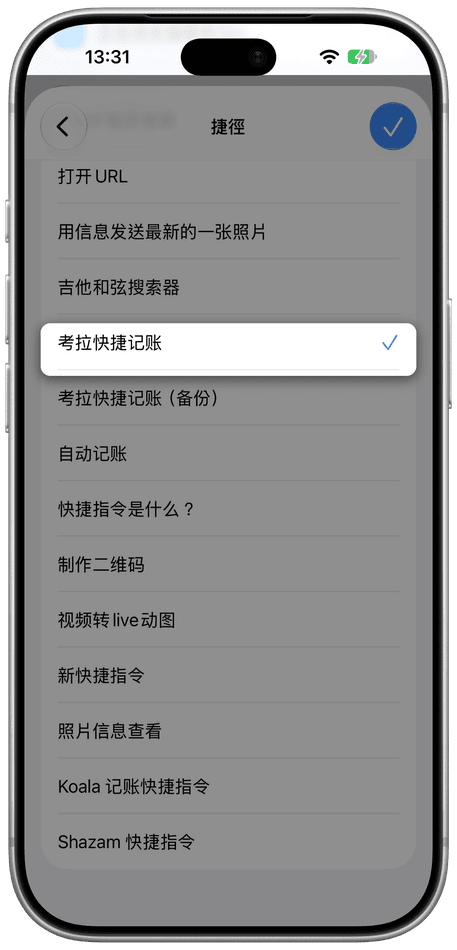 13:31
捷徑
打开 URL
用信息发送最新的一张照片
吉他和弦搜索器
考拉快捷记账
考拉快捷记账（备份）
自动记账
快捷指令是什么？
制作二维码
视频转live动图
新快捷指令
照片信息查看
Koala 记账快捷指令
Shazam 快捷指令